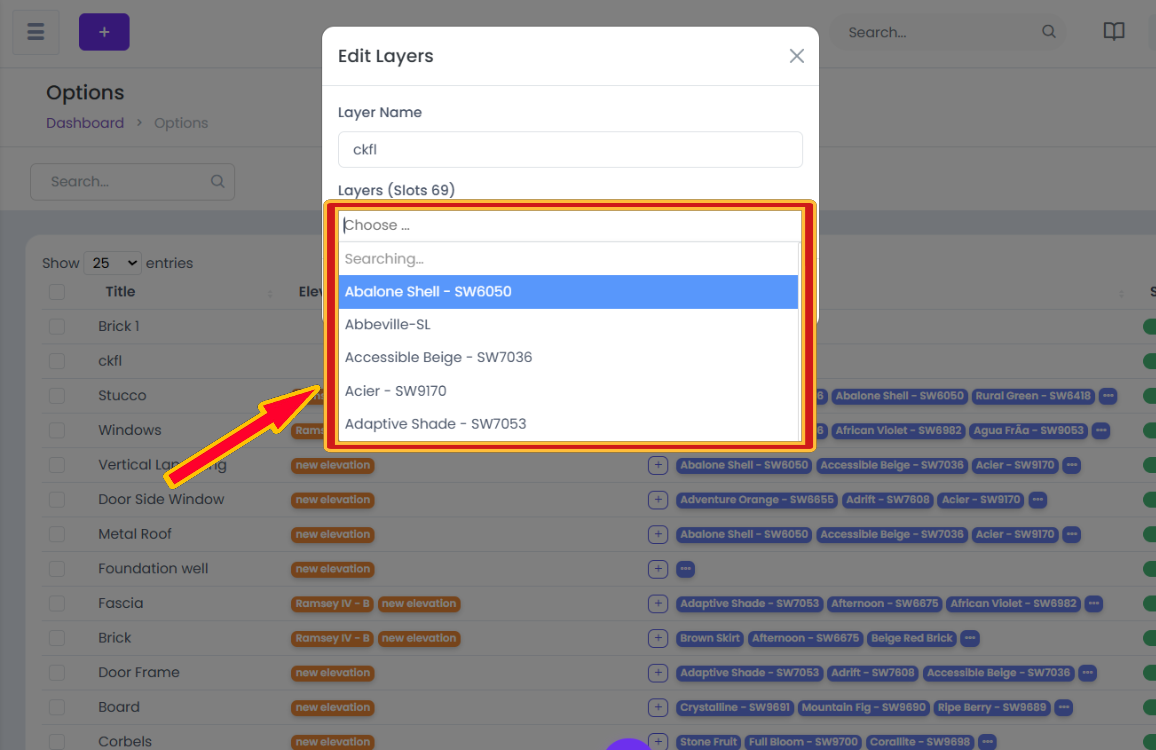 +
Search...
Edit Layers
Options
Dashboard > Options
Layer Name
ckfl
Search...
Layers (Slots 69)
Choose ...
Searching...
Abalone Shell - SW6050
Abbeville-SL
Accessible Beige - SW7036
Acier - SW9170
Adaptive Shade - SW7053
Show 25 entries
Title
Brick 1
ckfl
Stucco Abalone Shell - SW6050 Rural Green - SW6418 ...
Windows African Violet - SW6982 Agua FrÃa - SW9053 ...
Vertical new elevation + Abalone Shell - SW6050 Accessible Beige - SW7036 Acier - SW9170 ...
Door Side Window new elevation + Adventure Orange - SW6655 Adrift - SW7608 Acier - SW9170 ...
Metal Roof new elevation + Abalone Shell - SW6050 Accessible Beige - SW7036 Acier - SW9170 ...
Foundation well new elevation + ...
Fascia Ramsey IV - B new elevation + Adaptive Shade - SW7053 Afternoon - SW6675 African Violet - SW6982 ...
Brick Ramsey IV - B new elevation + Brown Skirt Afternoon - SW6675 Beige Red Brick ...
Door Frame new elevation + Adaptive Shade - SW7053 Adrift - SW7608 Accessible Beige - SW7036 ...
Board new elevation + Crystalline - SW9691 Mountain Fig - SW9690 Ripe Berry - SW9689 ...
Corbels new elevation + Stone Fruit Full Bloom - SW9700 Corallite - SW9698 ...